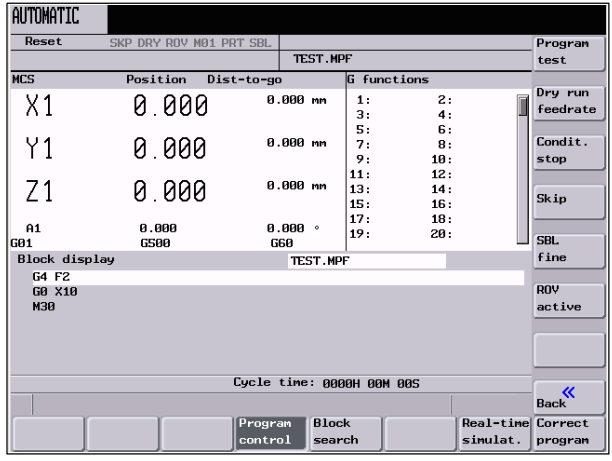 AUTOMATIC
Reset SKP DRY ROV M01 PRT SBL
TEST.MPF
Program test
MCS Position Dist-to-go G functions
X1 0.000 0.000 mm
Y1 0.000 0.000 mm
Z1 0.000 0.000 mm
A1 0.000 0.000 °
G01 G500 G60
1: 2:
3: 4:
5: 6:
7: 8:
9: 10:
11: 12:
13: 14:
15: 16:
17: 18:
19: 20:
Dry run feedrate
Condit. stop
Skip
SBL fine
ROV active
Block display TEST.MPF
G4 F2
G0 X10
M30
Cycle time: 0000H 00M 00S
«
Back
Program control
Block search
Real-time simulat.
Correct program